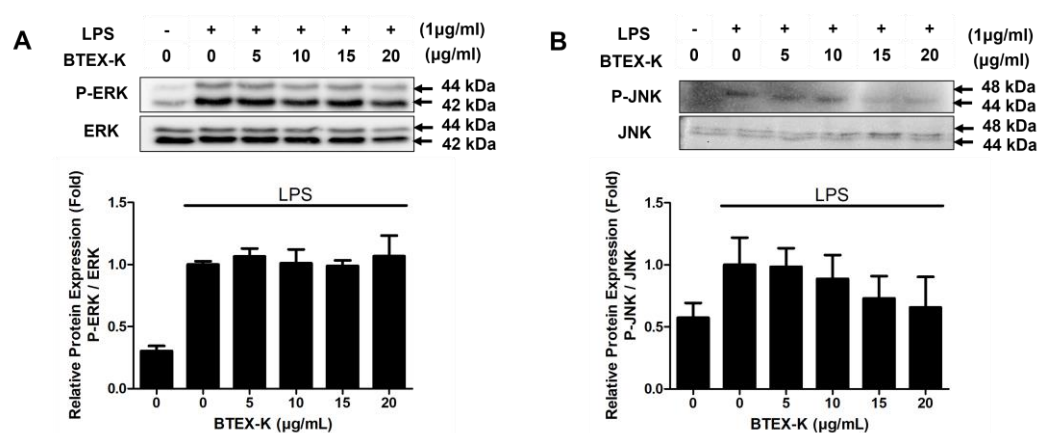 A
LPS - + + + + + (1µg/ml)
BTEX-K 0 0 5 10 15 20 (µg/ml)
P-ERK 44 kDa
42 kDa
ERK 44 kDa
42 kDa
LPS
Relative Protein Expression (Fold)
P-ERK / ERK
1.5
1.0
0.5
0.0
0 0 5 10 15 20
BTEX-K (µg/mL)
B
LPS - + + + + + (1µg/ml)
BTEX-K 0 0 5 10 15 20 (µg/ml)
P-JNK 48 kDa
44 kDa
JNK 48 kDa
44 kDa
LPS
Relative Protein Expression (Fold)
P-JNK / JNK
1.5
1.0
0.5
0.0
0 0 5 10 15 20
BTEX-K (µg/mL)